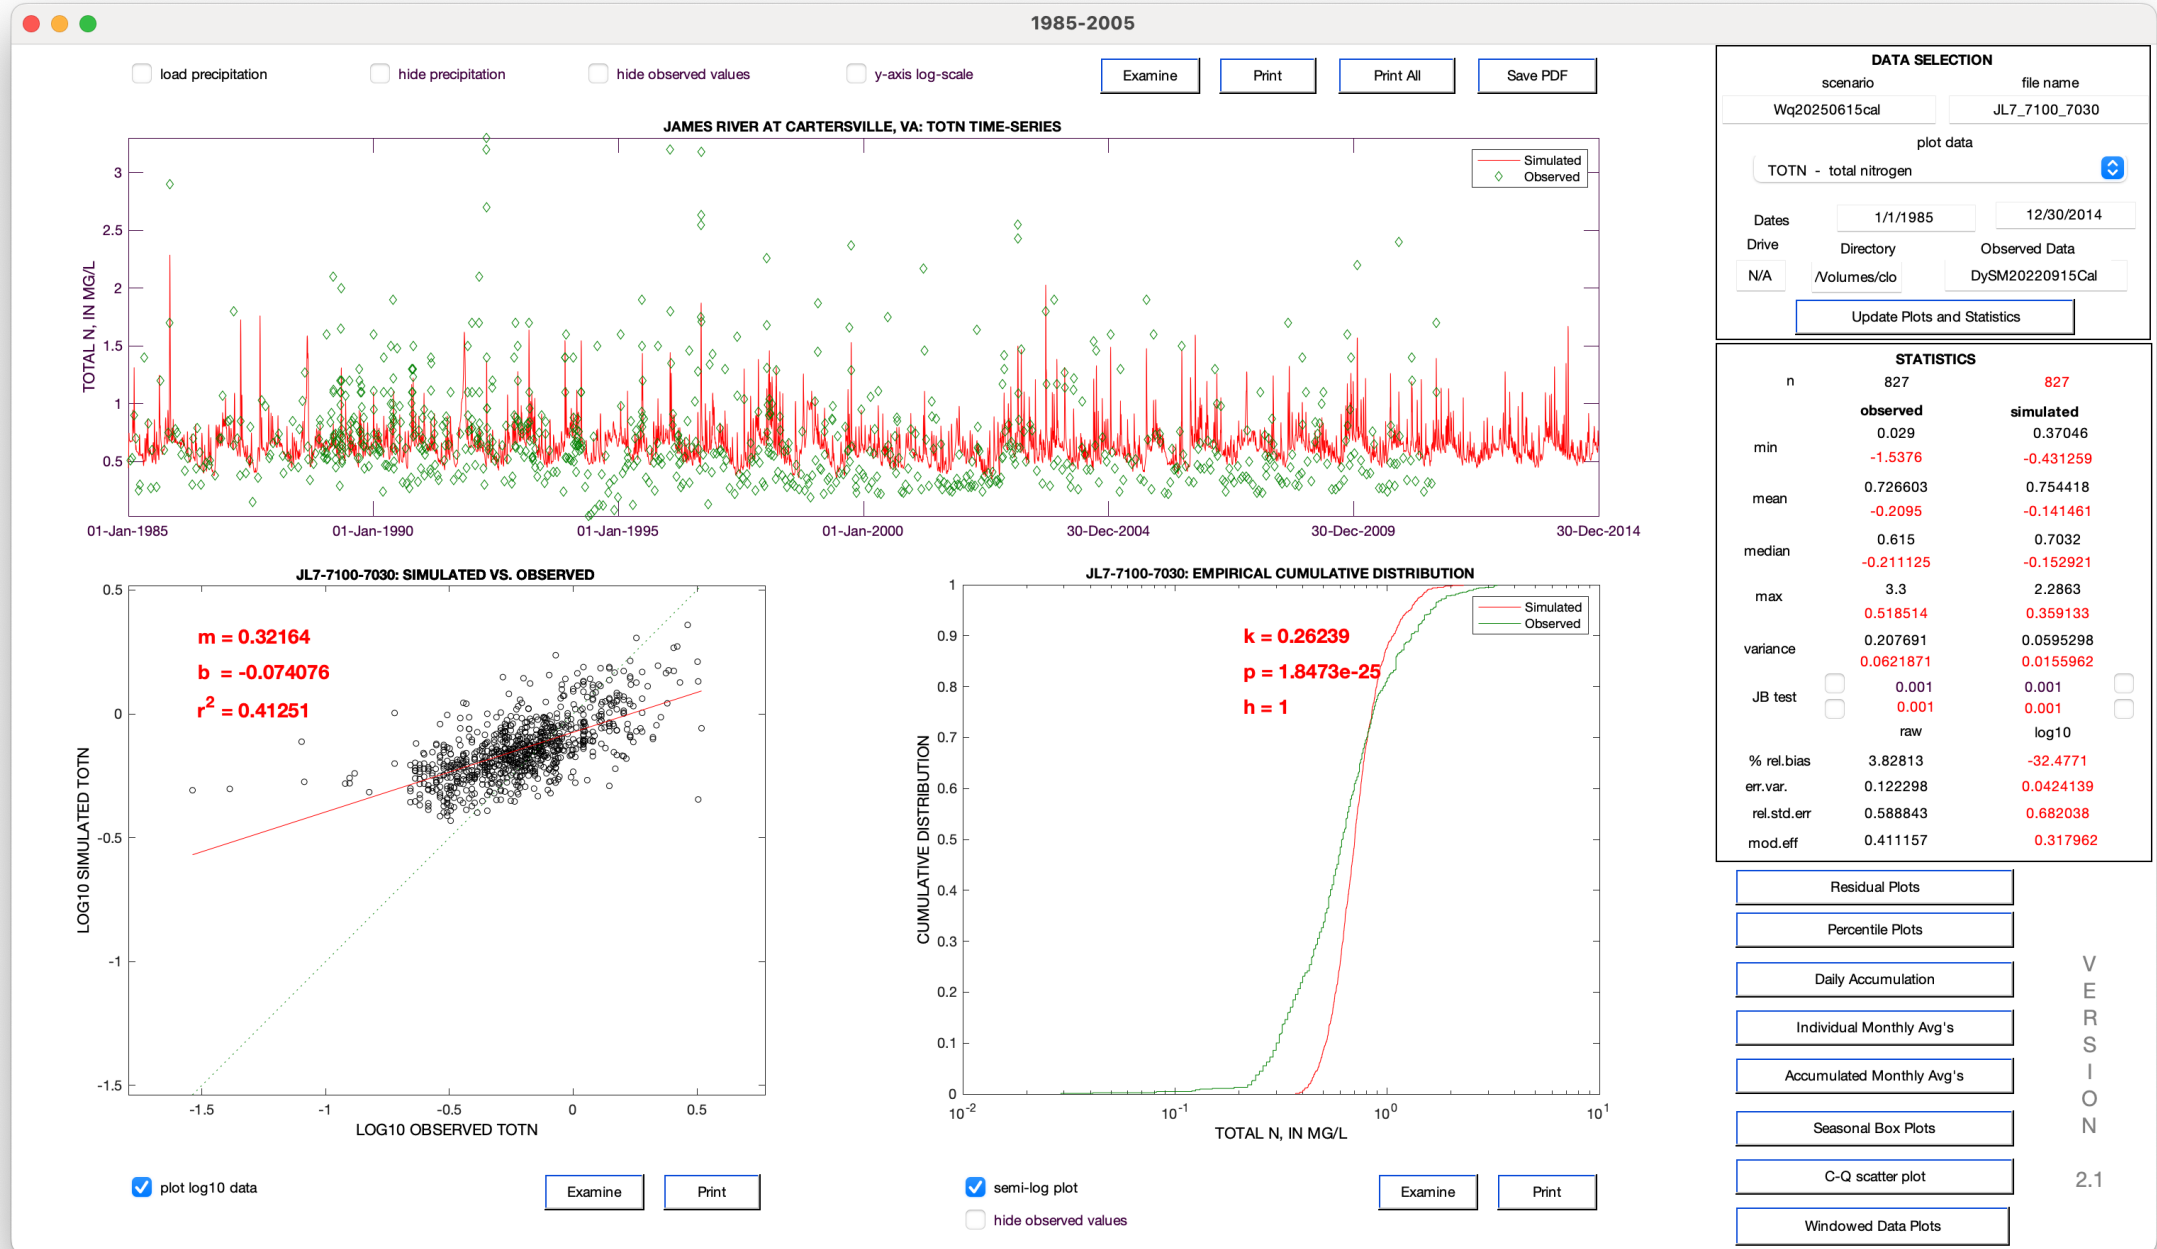 1985-2005
load precipitation
hide precipitation
hide observed values
y-axis log-scale
Examine
Print
Print All
Save PDF
JAMES RIVER AT CARTERSVILLE, VA: TOTN TIME-SERIES
TOTAL N, IN MG/L
3
2.5
2
1.5
1
0.5
Simulated
Observed
01-Jan-1985
01-Jan-1990
01-Jan-1995
01-Jan-2000
30-Dec-2004
30-Dec-2009
30-Dec-2014
JL7-7100-7030: SIMULATED VS. OBSERVED
m = 0.32164
b = -0.074076
r2 = 0.41251
LOG10 SIMULATED TOTN
0.5
0
-0.5
-1
-1.5
-1.5
-1
-0.5
0
0.5
LOG10 OBSERVED TOTN
plot log10 data
Examine
Print
JL7-7100-7030: EMPIRICAL CUMULATIVE DISTRIBUTION
k = 0.26239
p = 1.8473e-25
h = 1
Simulated
Observed
CUMULATIVE DISTRIBUTION
1
0.9
0.8
0.7
0.6
0.5
0.4
0.3
0.2
0.1
0
10-2
10-1
100
101
TOTAL N, IN MG/L
semi-log plot
hide observed values
Examine
Print
DATA SELECTION
scenario
file name
Wq20250615cal
JL7_7100_7030
plot data
TOTN - total nitrogen
Dates
1/1/1985
12/30/2014
Drive
Directory
Observed Data
N/A
/Volumes/clo
DySM20220915Cal
Update Plots and Statistics
STATISTICS
n 827 827
observed simulated
min 0.029 0.37046
-1.5376 -0.431259
mean 0.726603 0.754418
-0.2095 -0.141461
median 0.615 0.7032
-0.211125 -0.152921
max 3.3 2.2863
0.518514 0.359133
variance 0.207691 0.0595298
0.0621871 0.0155962
JB test 0.001 0.001
0.001 0.001
raw log10
% rel.bias 3.82813 -32.4771
err.var. 0.122298 0.0424139
rel.std.err 0.588843 0.682038
mod.eff 0.411157 0.317962
Residual Plots
Percentile Plots
Daily Accumulation
Individual Monthly Avg's
Accumulated Monthly Avg's
Seasonal Box Plots
C-Q scatter plot
Windowed Data Plots
VERSION
2.1